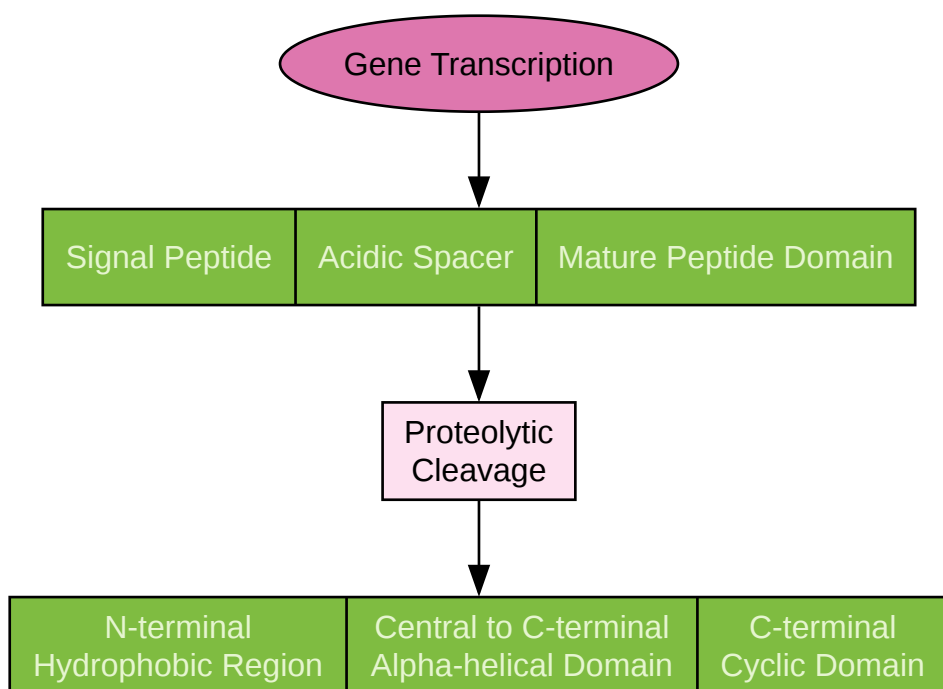 Gene Transcription
Signal Peptide
Acidic Spacer
Mature Peptide Domain
Proteolytic
Cleavage
N-terminal
Hydrophobic Region
Central to C-terminal
Alpha-helical Domain
C-terminal
Cyclic Domain